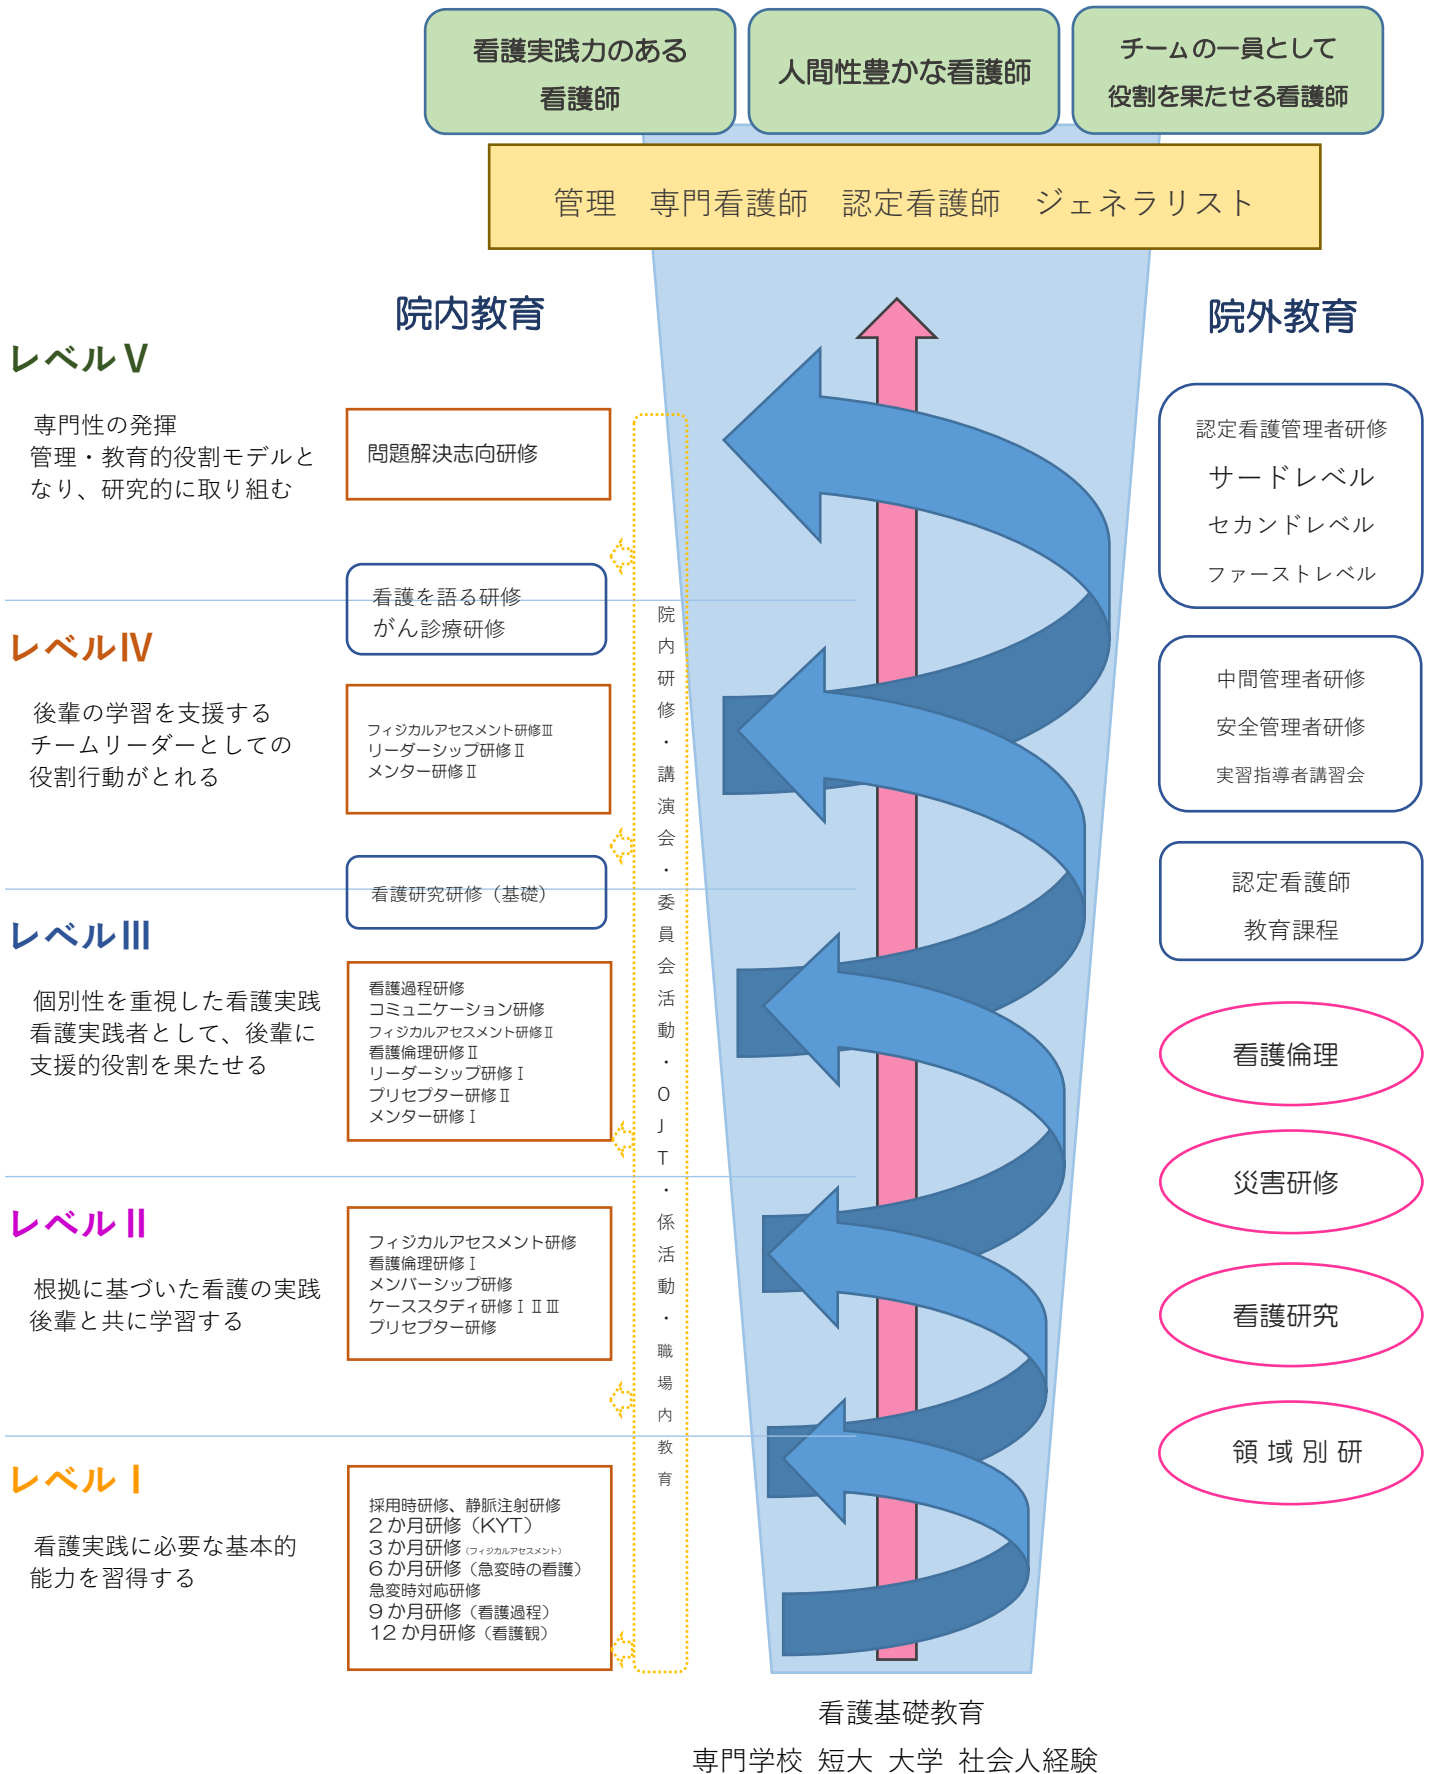 看護実践力のある
看護師
人間性豊かな看護師
チームの一員として
役割を果たせる看護師
管理　専門看護師　認定看護師　ジェネラリスト
院内教育
院外教育
レベルⅤ
専門性の発揮
管理・教育的役割モデルと
なり、研究的に取り組む
問題解決志向研修
看護を語る研修
がん診療研修
レベルⅣ
後輩の学習を支援する
チームリーダーとしての
役割行動がとれる
フィジカルアセスメント研修Ⅲ
リーダーシップ研修Ⅱ
メンター研修Ⅱ
看護研究研修（基礎）
レベルⅢ
個別性を重視した看護実践
看護実践者として、後輩に
支援的役割を果たせる
看護過程研修
コミュニケーション研修
フィジカルアセスメント研修Ⅱ
看護倫理研修Ⅱ
リーダーシップ研修Ⅰ
プリセプター研修Ⅱ
メンター研修Ⅰ
レベルⅡ
根拠に基づいた看護の実践
後輩と共に学習する
フィジカルアセスメント研修
看護倫理研修Ⅰ
メンバーシップ研修
ケーススタディ研修ⅠⅡⅢ
プリセプター研修
レベルⅠ
看護実践に必要な基本的
能力を習得する
採用時研修、静脈注射研修
2か月研修（KYT）
3か月研修（フィジカルアセスメント）
6か月研修（急変時の看護）
急変時対応研修
9か月研修（看護過程）
12か月研修（看護観）
院内研修・講演会・委員会活動・OJT・係活動・職場内教育
認定看護管理者研修
サードレベル
セカンドレベル
ファーストレベル
中間管理者研修
安全管理者研修
実習指導者講習会
認定看護師
教育課程
看護倫理
災害研修
看護研究
領域別研
看護基礎教育
専門学校 短大 大学 社会人経験